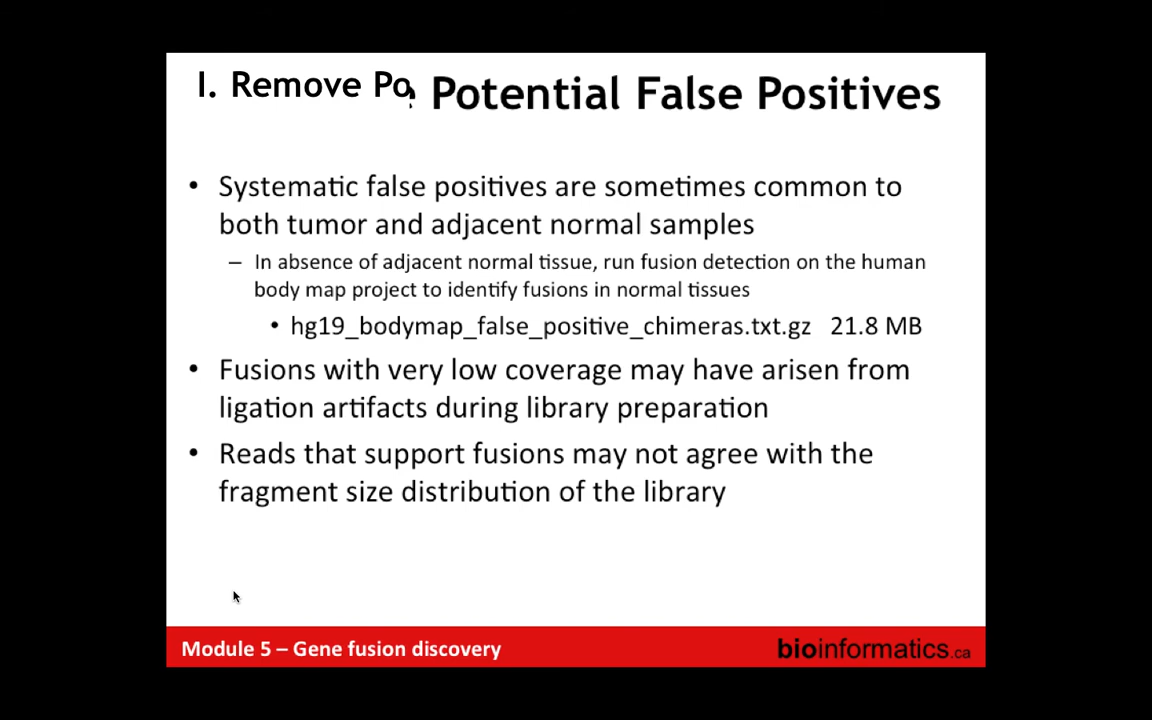 I. Remove Po Potential False Positives
• Systematic false positives are sometimes common to
both tumor and adjacent normal samples
– In absence of adjacent normal tissue, run fusion detection on the human
body map project to identify fusions in normal tissues
• hg19_bodymap_false_positive_chimeras.txt.gz 21.8 MB
• Fusions with very low coverage may have arisen from
ligation artifacts during library preparation
• Reads that support fusions may not agree with the
fragment size distribution of the library
Module 5 – Gene fusion discovery
bioinformatics.ca